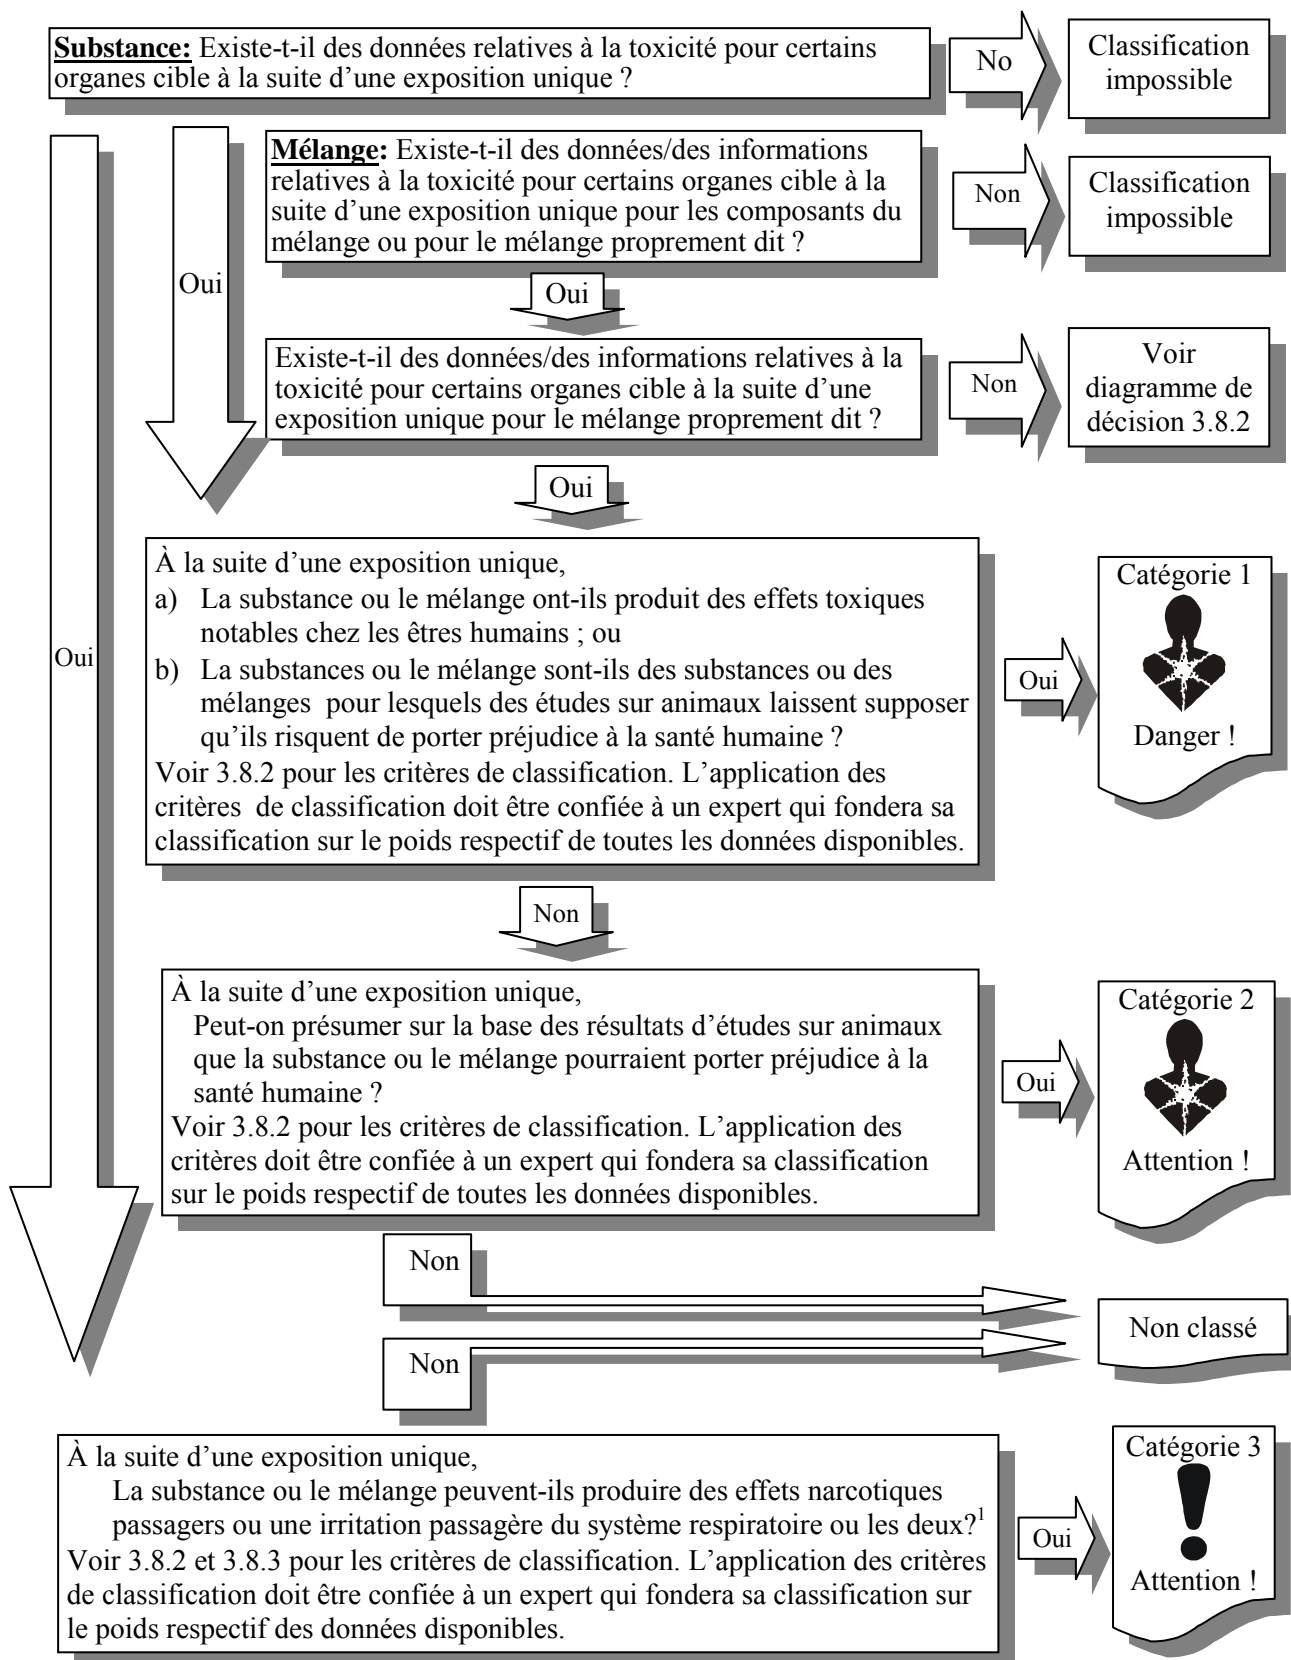 Substance: Existe-t-il des données relatives à la toxicité pour certains
organes cible à la suite d’une exposition unique ?
No
Classification
impossible
Mélange: Existe-t-il des données/des informations
relatives à la toxicité pour certains organes cible à la
suite d’une exposition unique pour les composants du
mélange ou pour le mélange proprement dit ?
Non
Classification
impossible
Oui
Oui
Existe-t-il des données/des informations relatives à la
toxicité pour certains organes cible à la suite d’une
exposition unique pour le mélange proprement dit ?
Non
Voir
diagramme de
décision 3.8.2
Oui
Oui
À la suite d’une exposition unique,
a) La substance ou le mélange ont-ils produit des effets toxiques
notables chez les êtres humains ; ou
b) La substances ou le mélange sont-ils des substances ou des
mélanges pour lesquels des études sur animaux laissent supposer
qu’ils risquent de porter préjudice à la santé humaine ?
Voir 3.8.2 pour les critères de classification. L’application des
critères de classification doit être confiée à un expert qui fondera sa
classification sur le poids respectif de toutes les données disponibles.
Oui
Catégorie 1
Danger !
Non
À la suite d’une exposition unique,
Peut-on présumer sur la base des résultats d’études sur animaux
que la substance ou le mélange pourraient porter préjudice à la
santé humaine ?
Voir 3.8.2 pour les critères de classification. L’application des
critères doit être confiée à un expert qui fondera sa classification
sur le poids respectif de toutes les données disponibles.
Oui
Catégorie 2
Attention !
Non
Non classé
Non
À la suite d’une exposition unique,
La substance ou le mélange peuvent-ils produire des effets narcotiques
passagers ou une irritation passagère du système respiratoire ou les deux?¹
Voir 3.8.2 et 3.8.3 pour les critères de classification. L’application des critères
de classification doit être confiée à un expert qui fondera sa classification sur
le poids respectif des données disponibles.
Oui
Catégorie 3
!
Attention !